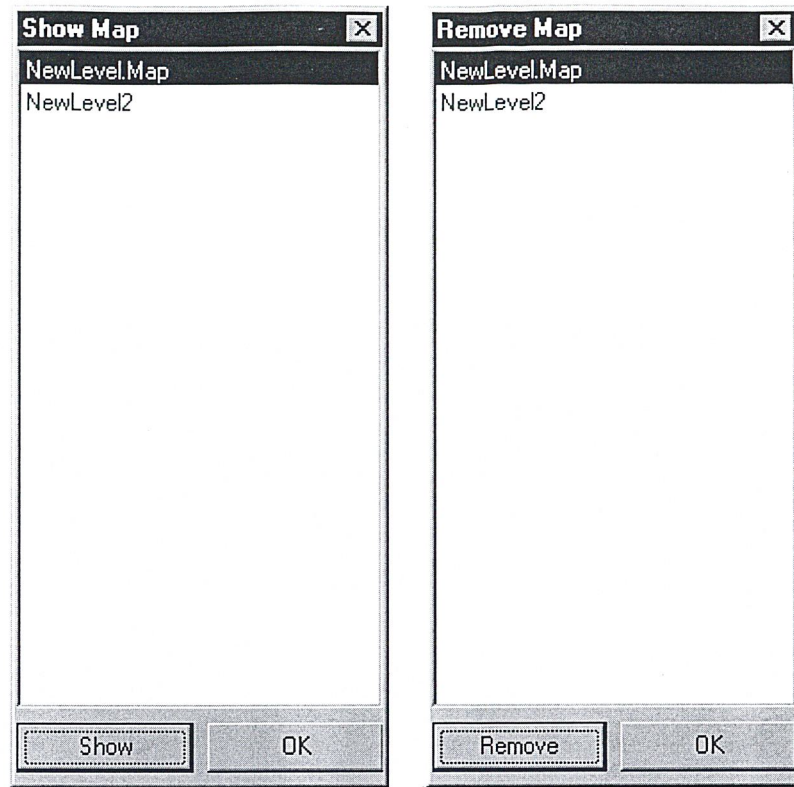 Show Map
NewLevel.Map
NewLevel2
Show
OK
Remove Map
NewLevel.Map
NewLevel2
Remove
OK